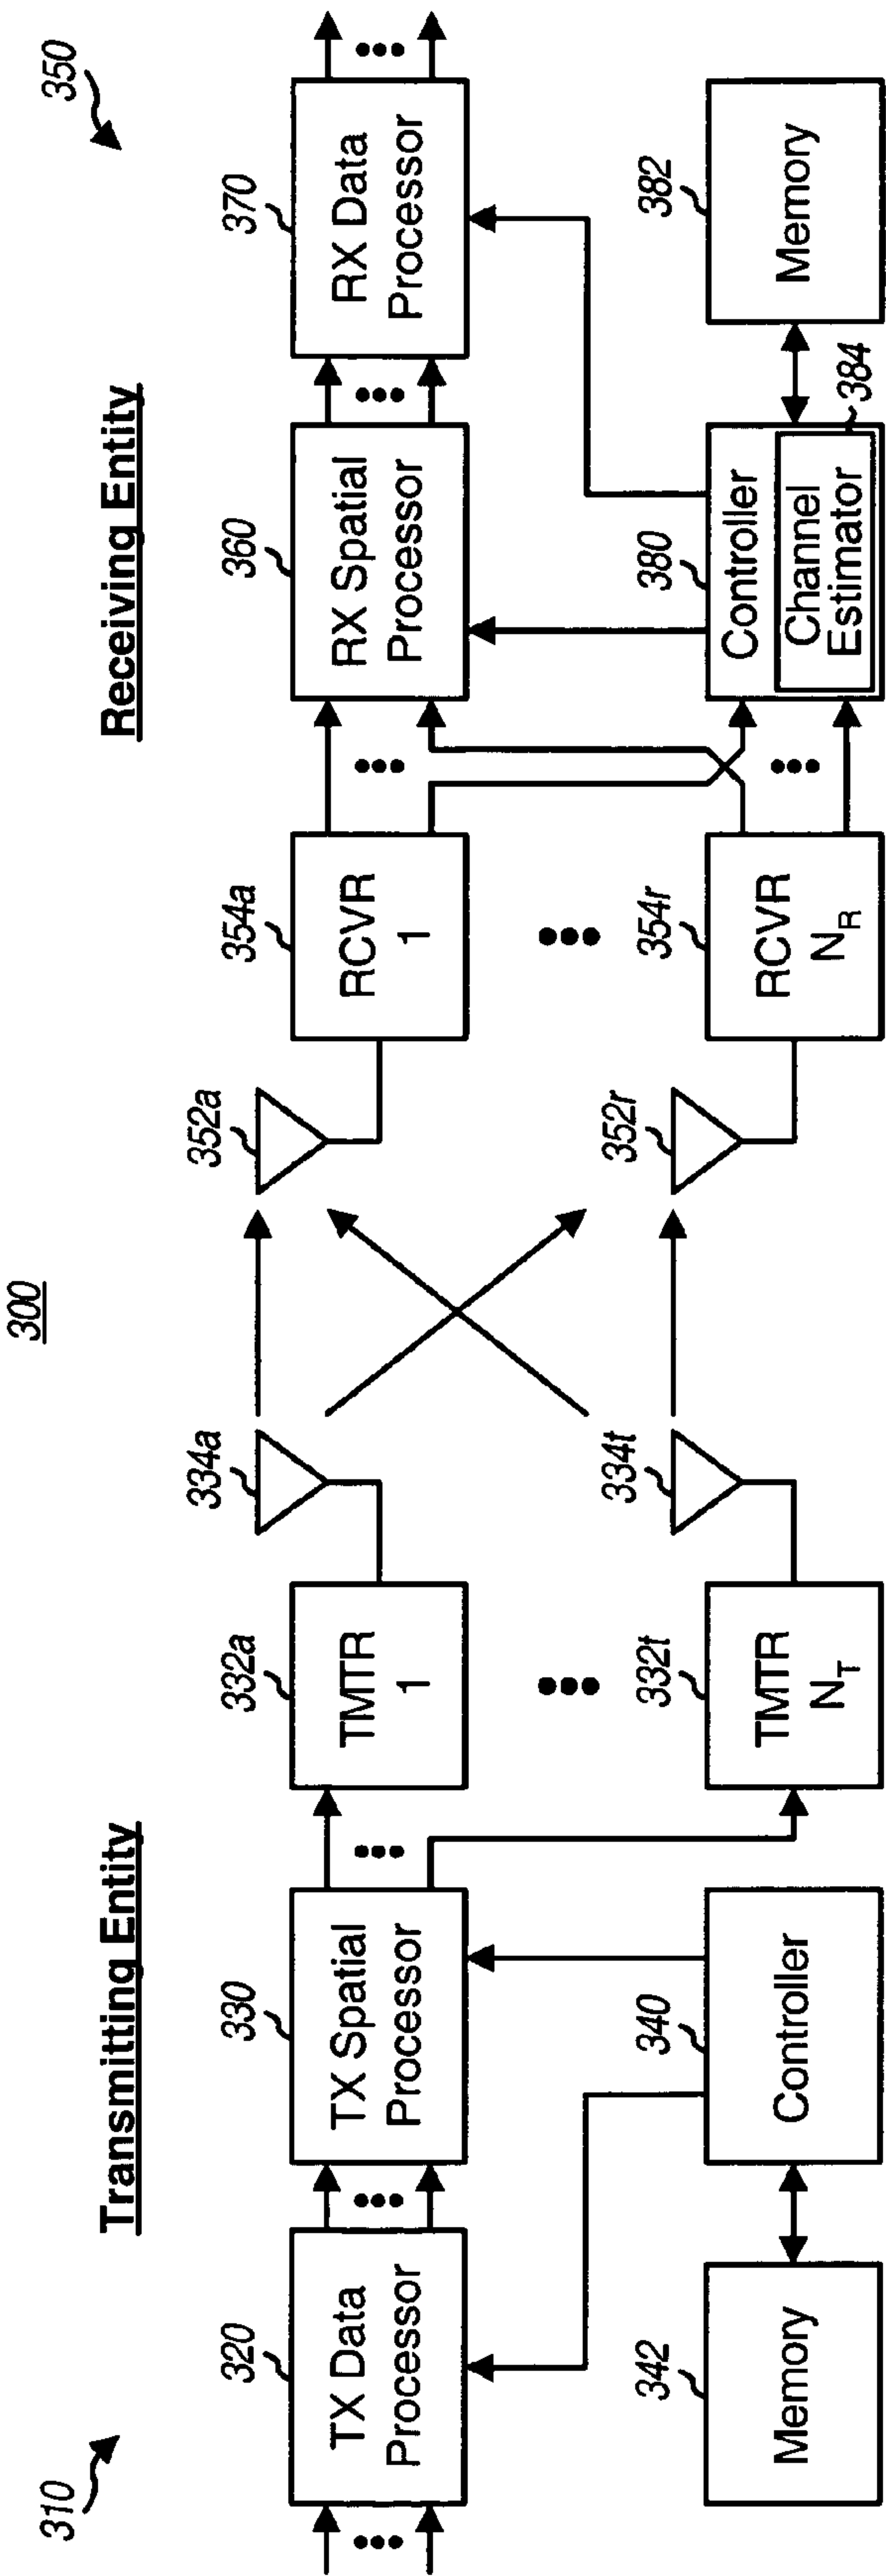 300
310
Transmitting Entity
Receiving Entity
350
320
TX Data
Processor
330
TX Spatial
Processor
332a
TMTR
1
334a
352a
354a
RCVR
1
360
RX Spatial
Processor
370
RX Data
Processor
342
Memory
340
Controller
332t
TMTR
N_T
334t
352r
354r
RCVR
N_R
380
Controller
Channel
Estimator
384
382
Memory